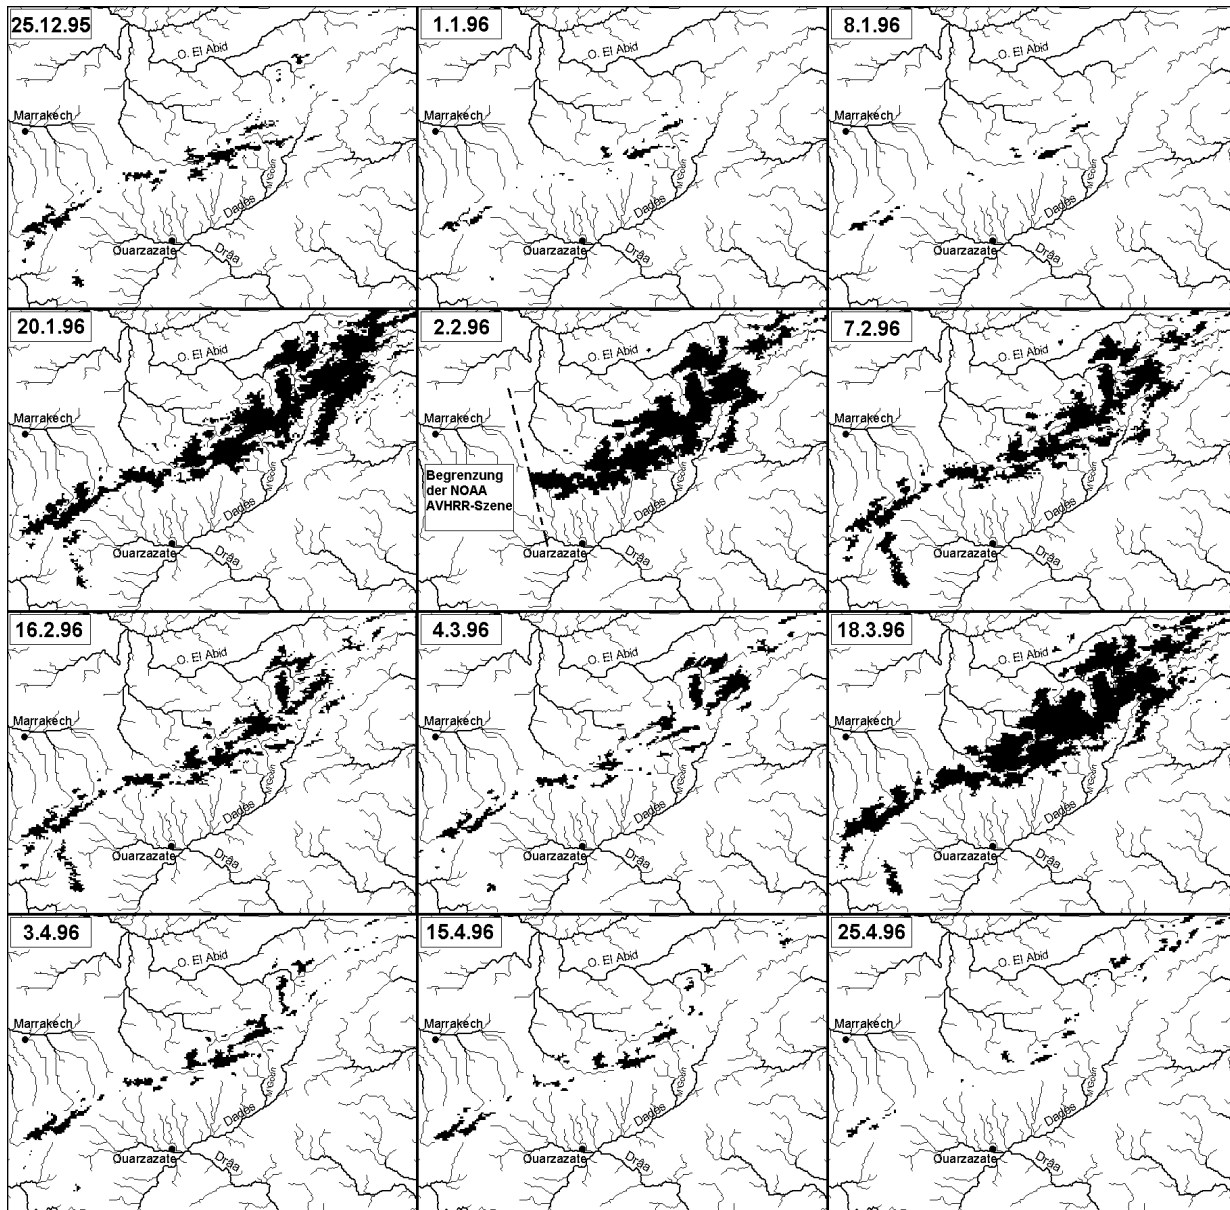 25.12.95
O. El Abid
Marrakech
M'Goun
Dadès
Ouarzazate
Drâa
1.1.96
O. El Abid
Marrakech
M'Goun
Dadès
Ouarzazate
Drâa
8.1.96
O. El Abid
Marrakech
M'Goun
Dadès
Ouarzazate
Drâa
20.1.96
O. El Abid
Marrakech
M'Goun
Dadès
Ouarzazate
Drâa
2.2.96
O. El Abid
Marrakech
Begrenzung
der NOAA
AVHRR-Szene
M'Goun
Dadès
Ouarzazate
Drâa
7.2.96
O. El Abid
Marrakech
M'Goun
Dadès
Ouarzazate
Drâa
16.2.96
O. El Abid
Marrakech
M'Goun
Dadès
Ouarzazate
Drâa
4.3.96
O. El Abid
Marrakech
M'Goun
Dadès
Ouarzazate
Drâa
18.3.96
O. El Abid
Marrakech
M'Goun
Dadès
Ouarzazate
Drâa
3.4.96
O. El Abid
Marrakech
M'Goun
Dadès
Ouarzazate
Drâa
15.4.96
O. El Abid
Marrakech
M'Goun
Dadès
Ouarzazate
Drâa
25.4.96
O. El Abid
Marrakech
M'Goun
Dadès
Ouarzazate
Drâa